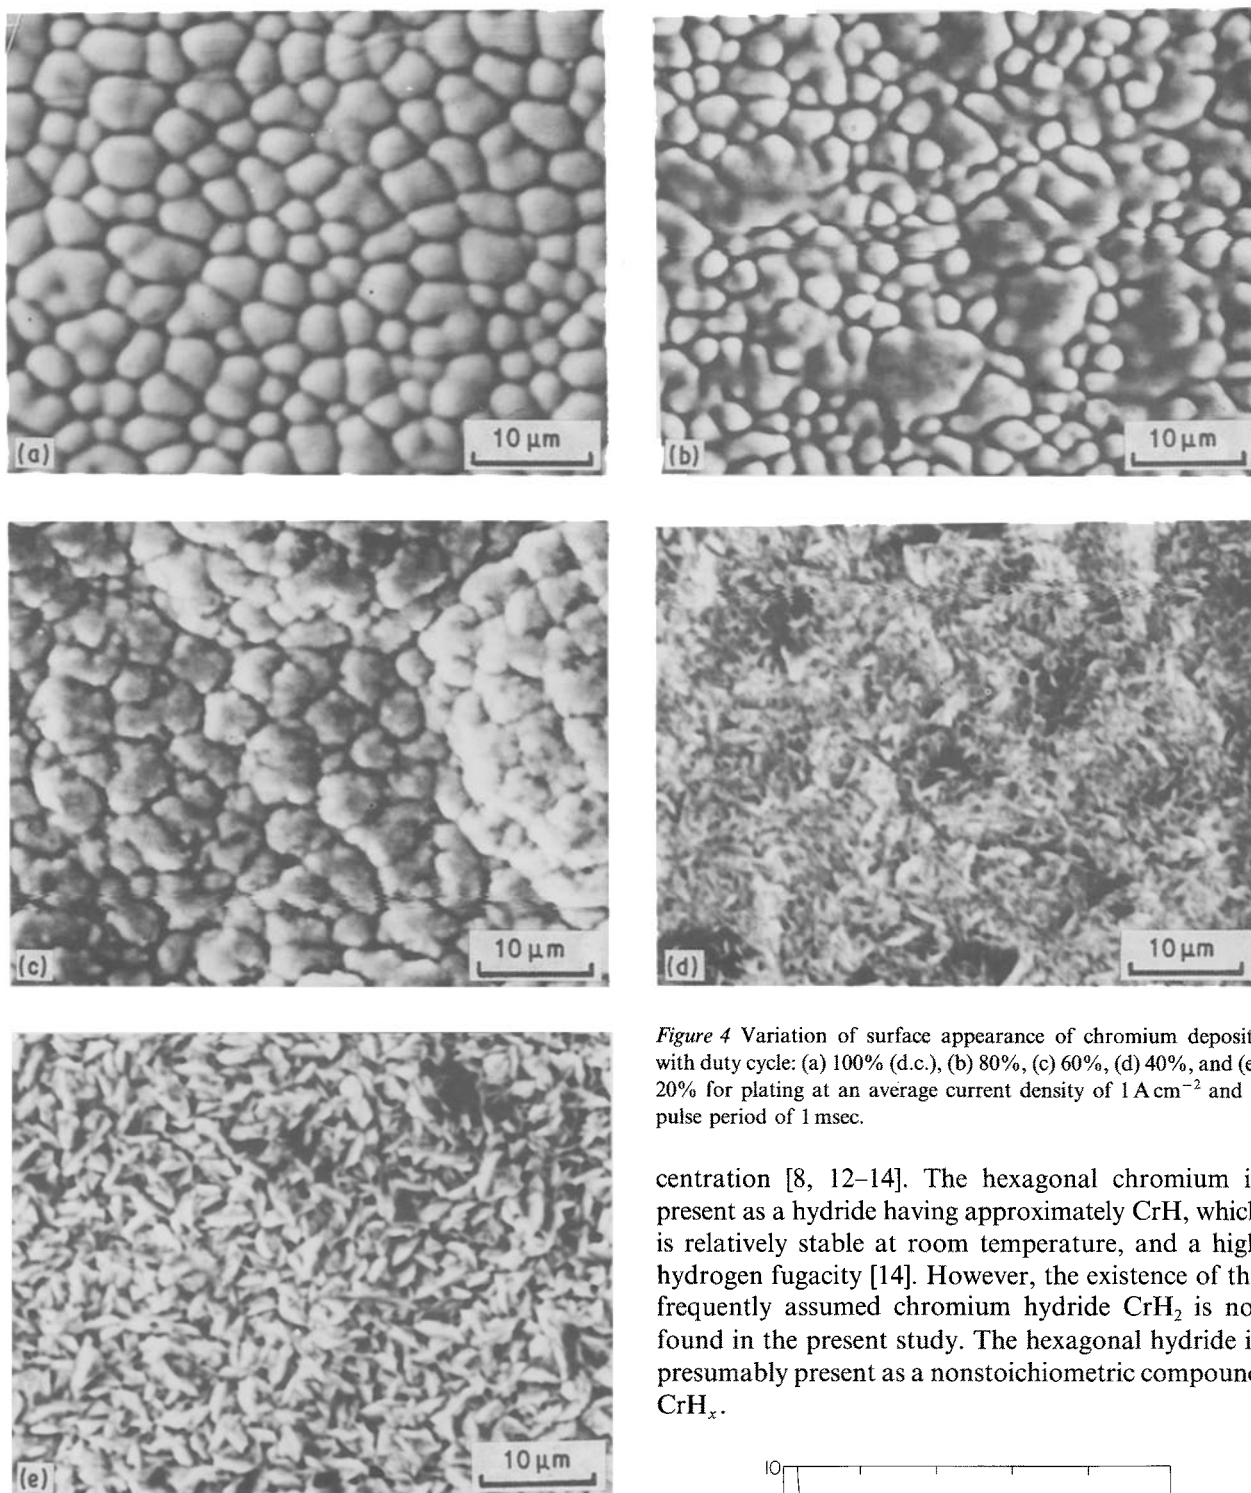 10 μm
(a)
10 μm
(b)
10 μm
(c)
10 μm
(d)
10 μm
(e)
Figure 4 Variation of surface appearance of chromium deposit
with duty cycle: (a) 100% (d.c.), (b) 80%, (c) 60%, (d) 40%, and (e
20% for plating at an average current density of 1 A cm⁻² and
pulse period of 1 msec.
centration [8, 12–14]. The hexagonal chromium i
present as a hydride having approximately CrH, which
is relatively stable at room temperature, and a high
hydrogen fugacity [14]. However, the existence of th
frequently assumed chromium hydride CrH₂ is no
found in the present study. The hexagonal hydride i
presumably present as a nonstoichiometric compound
CrHₓ.
10